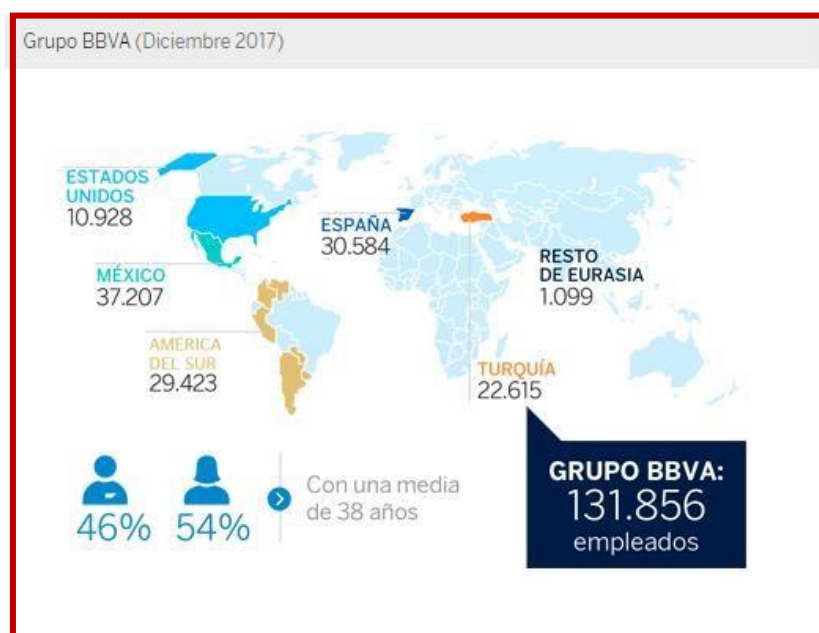 Grupo BBVA (Diciembre 2017)
ESTADOS
UNIDOS
10.928
MÉXICO
37.207
AMÉRICA
DEL SUR
29.423
ESPAÑA
30.584
RESTO
DE EURASIA
1.099
TURQUÍA
22.615
46%
54%
Con una media
de 38 años
GRUPO BBVA:
131.856
empleados